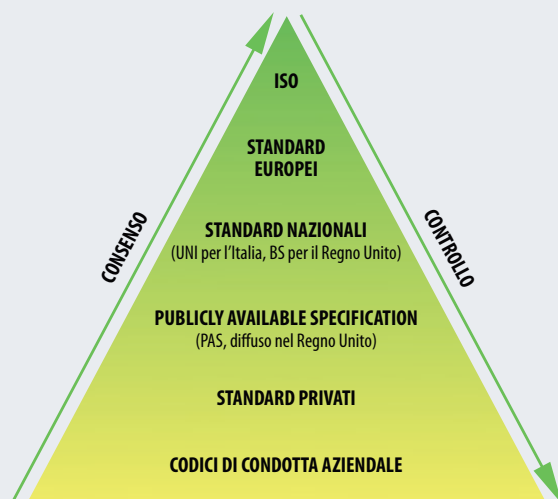 ISO
STANDARD
EUROPEI
CONSENSO
CONTROLLO
STANDARD NAZIONALI
(UNI per l'Italia, BS per il Regno Unito)
PUBLICLY AVAILABLE SPECIFICATION
(PAS, diffuso nel Regno Unito)
STANDARD PRIVATI
CODICI DI CONDOTTA AZIENDALE